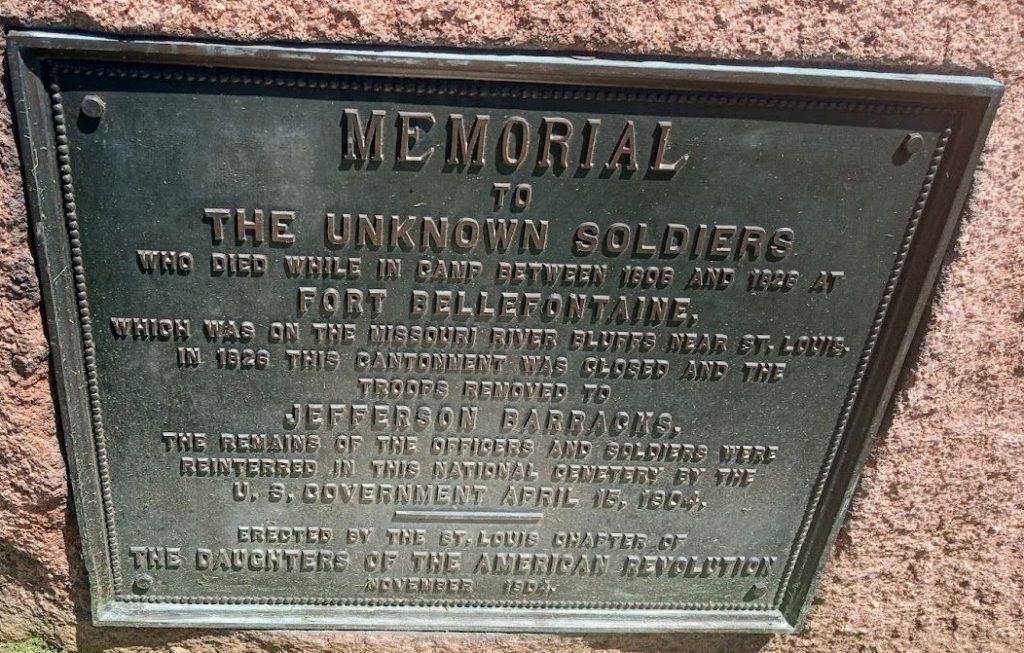 MEMORIAL
TO
THE UNKNOWN SOLDIERS
WHO DIED WHILE IN CAMP BETWEEN 1806 AND 1826 AT
FORT BELLEFONTAINE,
WHICH WAS ON THE MISSOURI RIVER BLUFFS NEAR ST. LOUIS.
IN 1826 THIS CANTONMENT WAS CLOSED AND THE
TROOPS REMOVED TO
JEFFERSON BARRACKS.
THE REMAINS OF THE OFFICERS AND SOLDIERS WERE
REINTERRED IN THIS NATIONAL CEMETERY BY THE
U. S. GOVERNMENT APRIL 15, 1904.
ERECTED BY THE ST. LOUIS CHAPTER OF
THE DAUGHTERS OF THE AMERICAN REVOLUTION
NOVEMBER 1904.